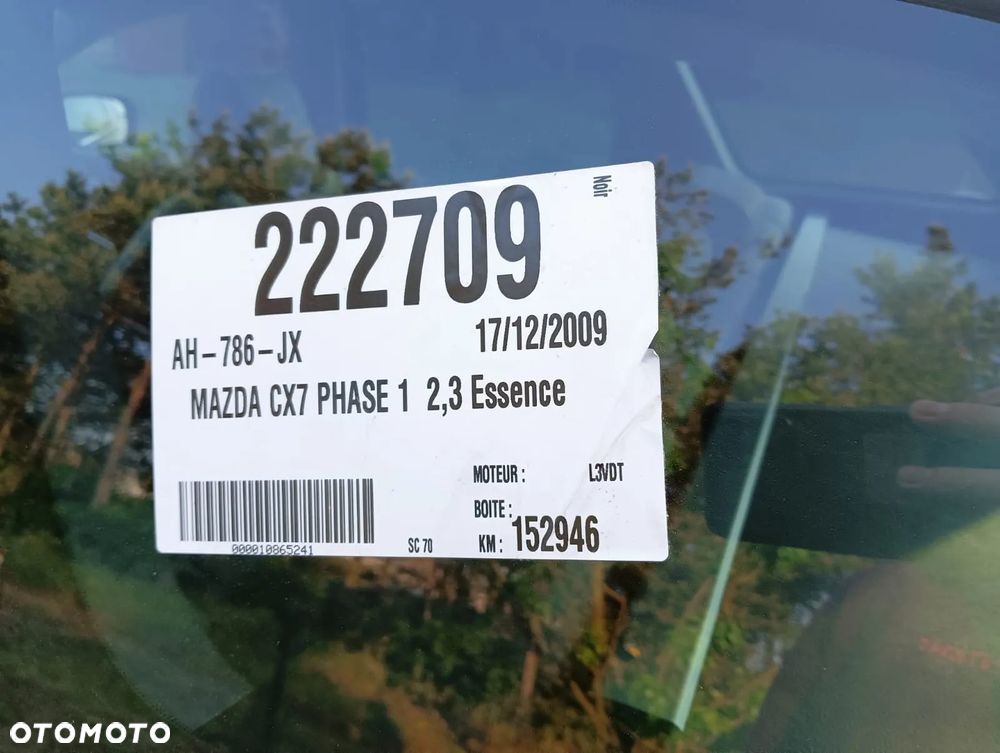 Noir
222709
AH-786-JX
17/12/2009
MAZDA CX7 PHASE 1 2,3 Essence
MOTEUR : L3VDT
BOITE :
000010865241
SC 70
KM : 152946
OTOMOTO